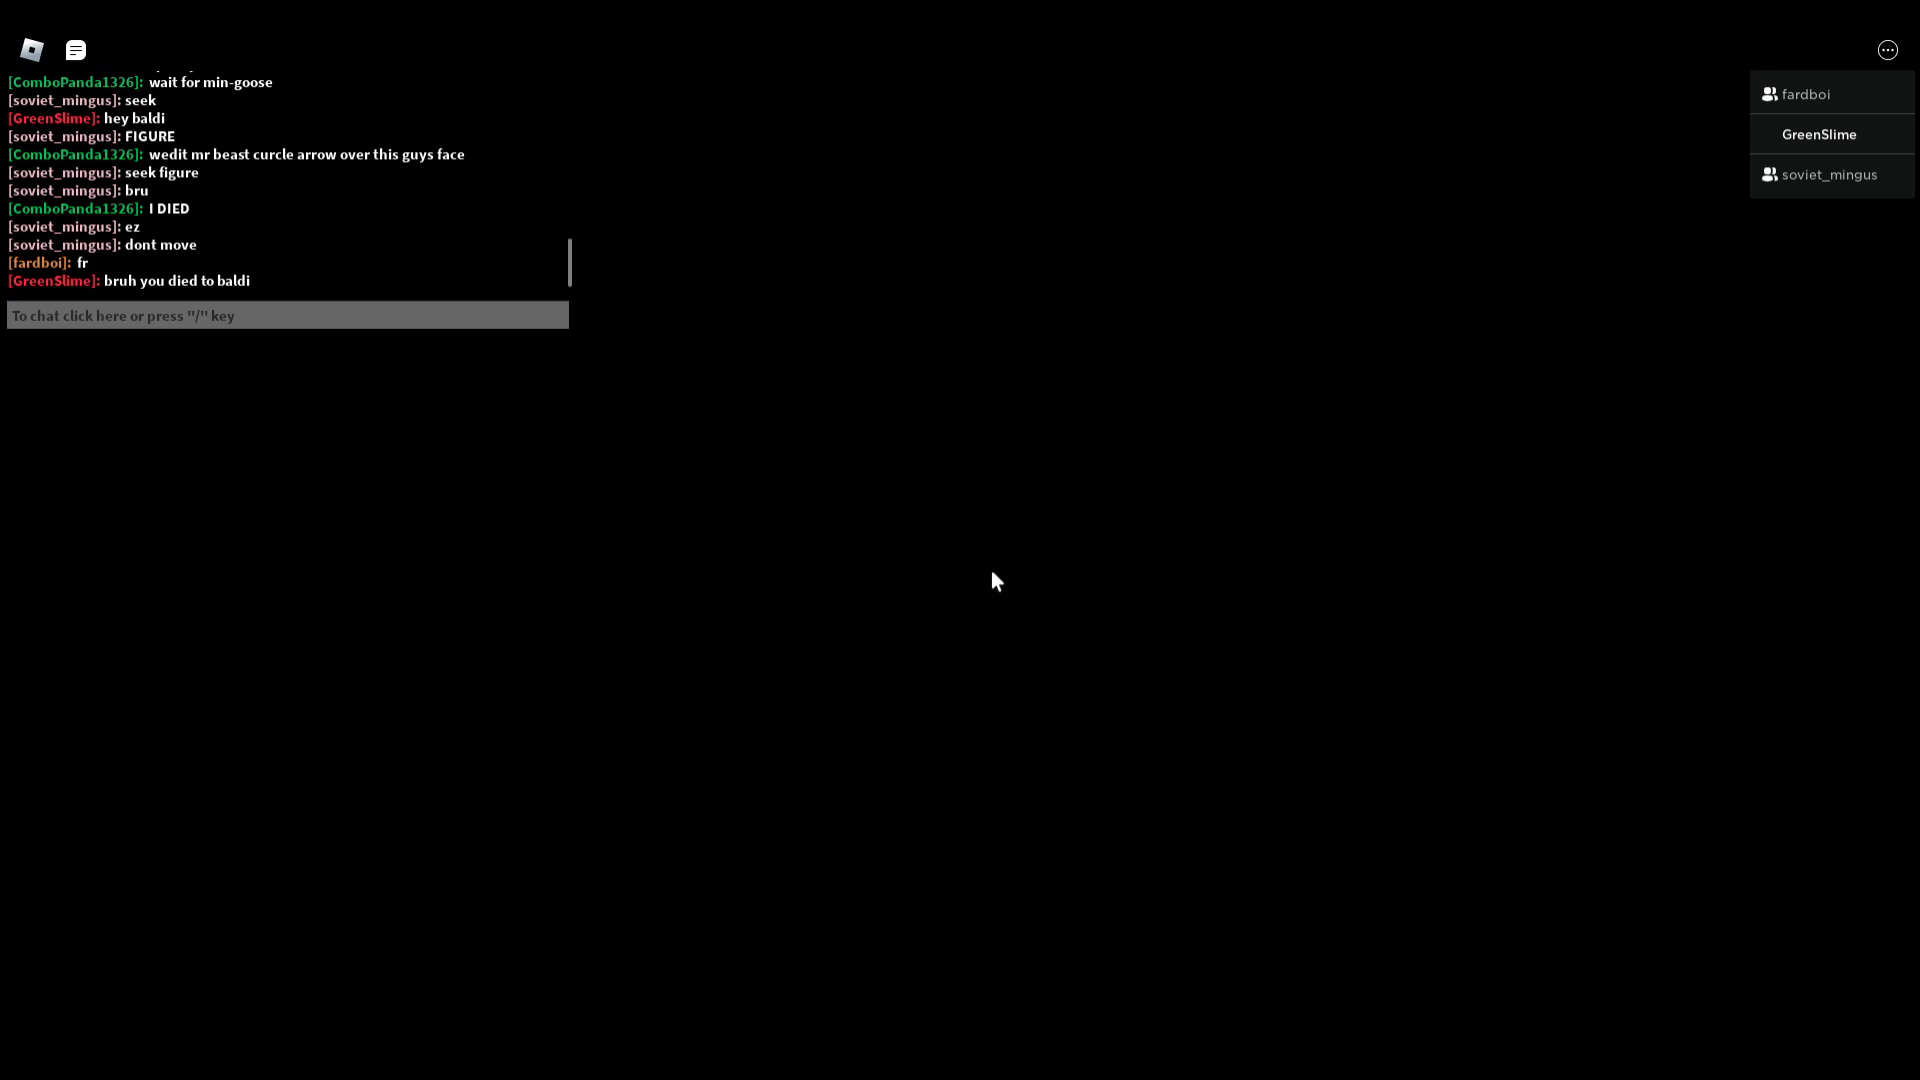 [ComboPanda1326]: wait for min-goose
[soviet_mingus]: seek
[GreenSlime]: hey baldi
[soviet_mingus]: FIGURE
[ComboPanda1326]: wedit mr beast curcle arrow over this guys face
[soviet_mingus]: seek figure
[soviet_mingus]: bru
[ComboPanda1326]: I DIED
[soviet_mingus]: ez
[soviet_mingus]: dont move
[fardboi]: fr
[GreenSlime]: bruh you died to baldi
To chat click here or press "/" key
fardboi
GreenSlime
soviet_mingus